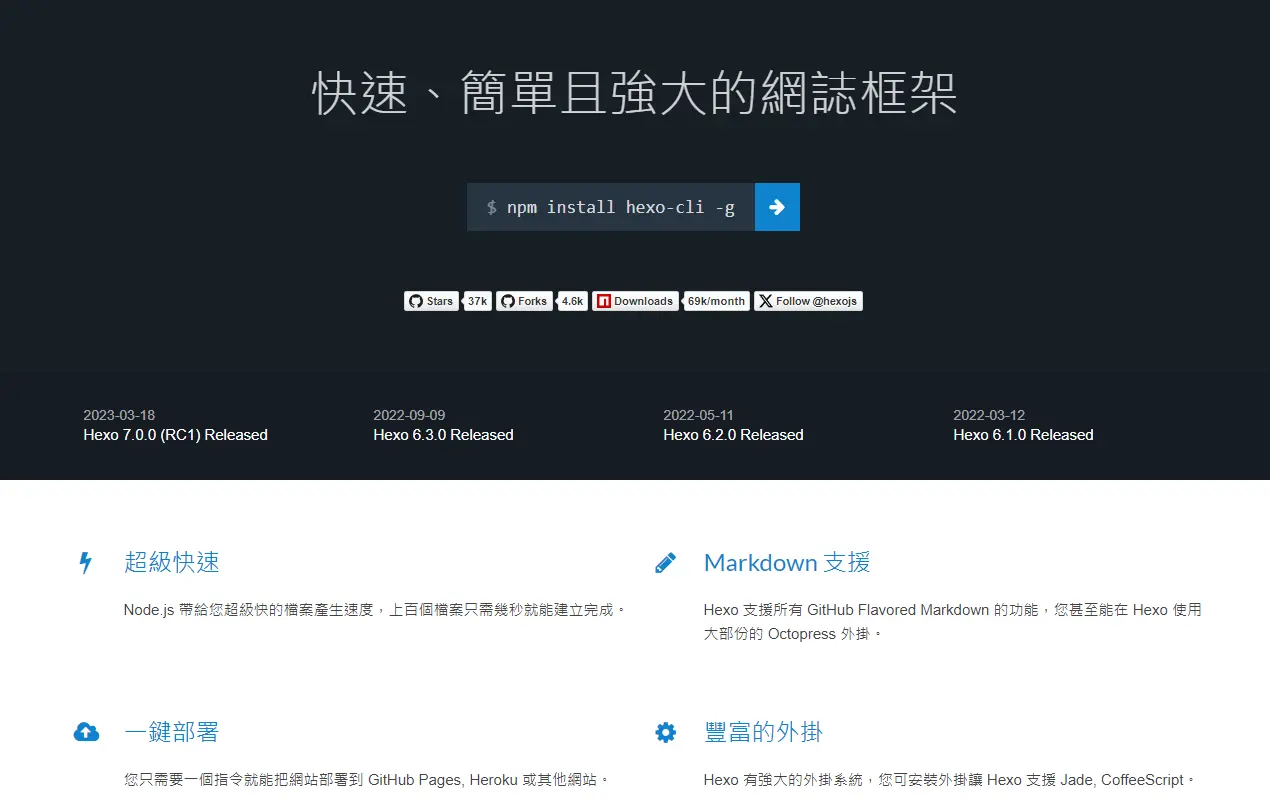 快速、簡單且強大的網誌框架
$ npm install hexo-cli -g
Stars 37k Forks 4.6k Downloads 69k/month Follow @hexojs
2023-03-18 2022-09-09 2022-05-11 2022-03-12
Hexo 7.0.0 (RC1) Released Hexo 6.3.0 Released Hexo 6.2.0 Released Hexo 6.1.0 Released
超級快速
Node.js 帶給您超級快的檔案產生速度，上百個檔案只需幾秒就能建立完成。
Markdown 支援
Hexo 支援所有 GitHub Flavored Markdown 的功能，您甚至能在 Hexo 使用
大部份的 Octopress 外掛。
一鍵部署
您只需要一個指令就能把網站部署到 GitHub Pages, Heroku 或其他網站。
豐富的外掛
Hexo 有強大的外掛系統，您可安裝外掛讓 Hexo 支援 Jade, CoffeeScript。